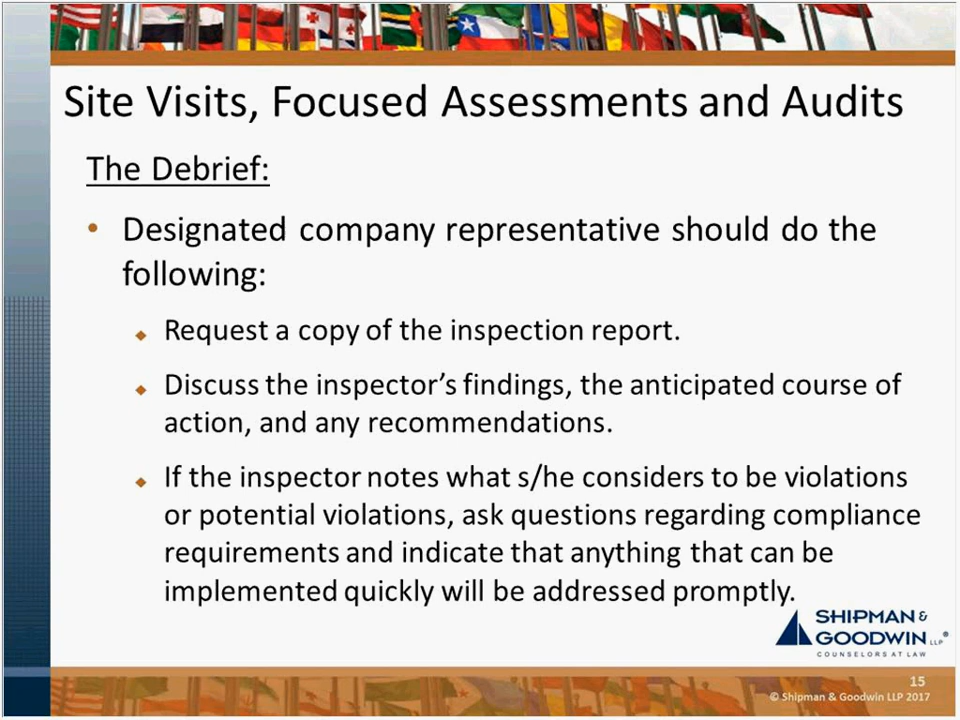 Site Visits, Focused Assessments and Audits
The Debrief:
• Designated company representative should do the
following:
◆ Request a copy of the inspection report.
◆ Discuss the inspector’s findings, the anticipated course of
action, and any recommendations.
◆ If the inspector notes what s/he considers to be violations
or potential violations, ask questions regarding compliance
requirements and indicate that anything that can be
implemented quickly will be addressed promptly.
SHIPMAN &
GOODWIN LLP®
COUNSELORS AT LAW
15
© Shipman & Goodwin LLP 2017